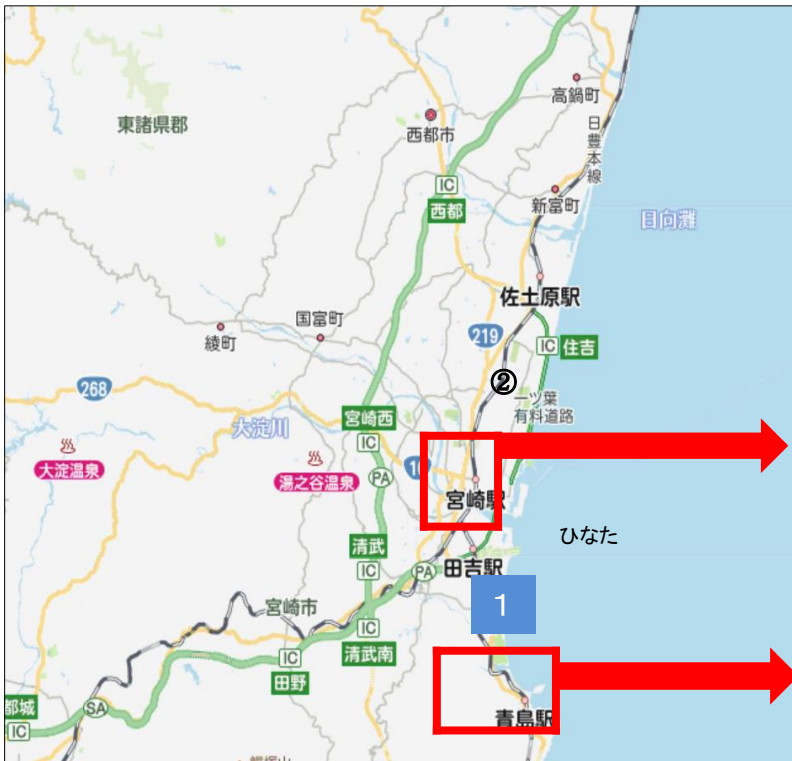 高鍋町
東諸県郡
西都市
日豊本線
IC
西都
新富町
日向灘
佐土原駅
国富町
綾町
219
IC 住吉
②
268
一ツ葉
有料道路
宮崎西
IC
大淀川
大淀温泉
湯之谷温泉
PA
10
宮崎駅
ひなた
清武
IC
PA
田吉駅
1
宮崎市
IC
清武南
IC
田野
都城
IC
SA
青島駅